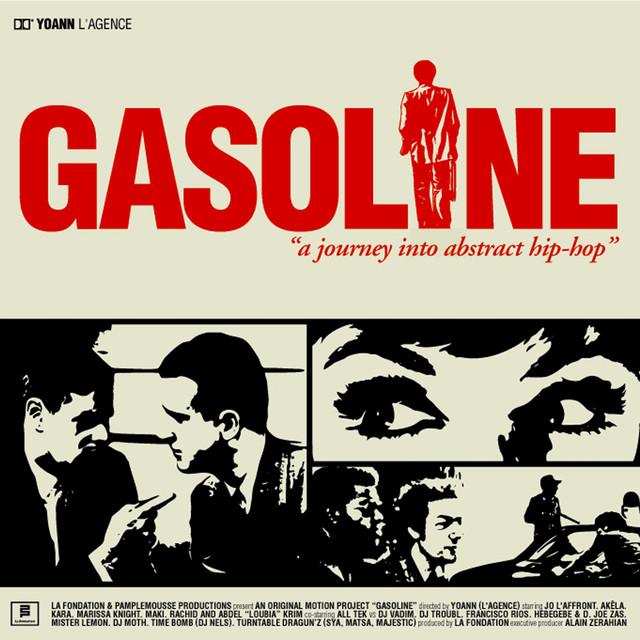 YOANN L'AGENCE
GASOLINE
“a journey into abstract hip-hop”
LA FONDATION & PAMPLEMOUSSE PRODUCTIONS present AN ORIGINAL MOTION PROJECT “GASOLINE” directed by YOANN (L'AGENCE) starring JO L'AFFRONT. AKËLA.
KARA. MARISSA KNIGHT. MAKI. RACHID AND ABDEL “LOUBIA” KRIM co-starring ALL TEK vs DJ VADIM. DJ TROUBL. FRANCISCO RIOS. HËBEGEBE & D. JOE ZAS.
MISTER LEMON. DJ MOTH. TIME BOMB (DJ NELS). TURNTABLE DRAGUN'Z (SŸA, MATSA, MAJESTIC) produced by LA FONDATION executive producer ALAIN ZERAHIAN